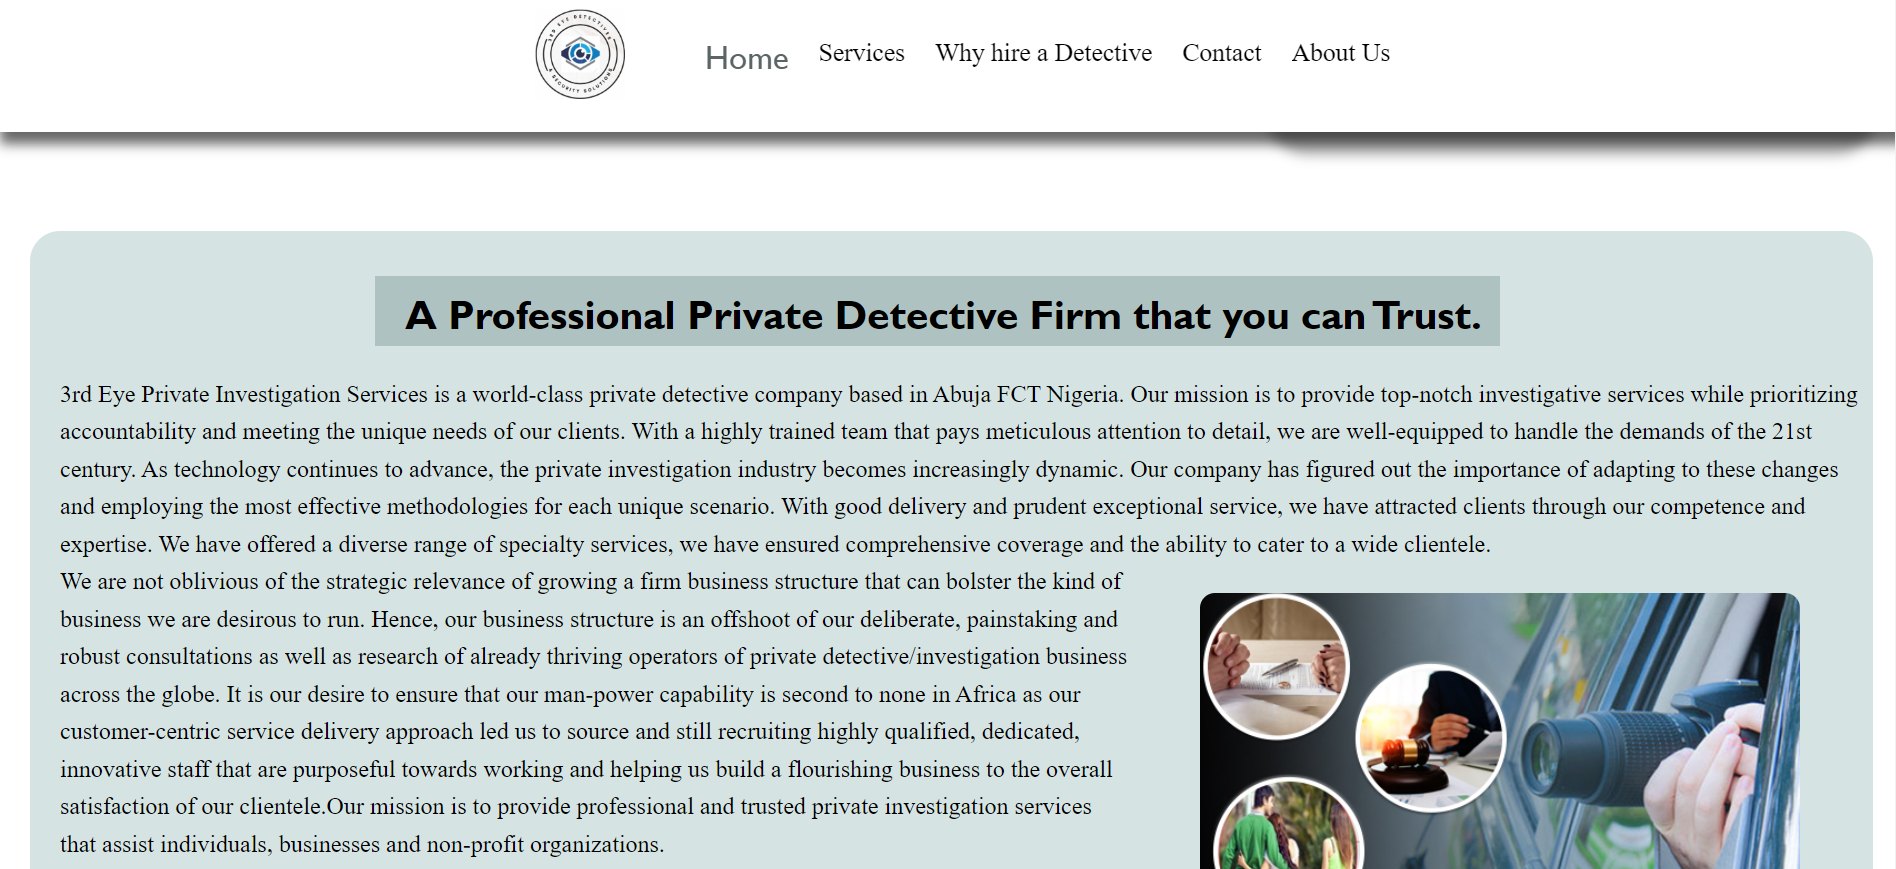 3RD EYE DETECTIVES
& SECURITY SOLUTIONS
Home Services Why hire a Detective Contact About Us
A Professional Private Detective Firm that you can Trust.
3rd Eye Private Investigation Services is a world-class private detective company based in Abuja FCT Nigeria. Our mission is to provide top-notch investigative services while prioritizing
accountability and meeting the unique needs of our clients. With a highly trained team that pays meticulous attention to detail, we are well-equipped to handle the demands of the 21st
century. As technology continues to advance, the private investigation industry becomes increasingly dynamic. Our company has figured out the importance of adapting to these changes
and employing the most effective methodologies for each unique scenario. With good delivery and prudent exceptional service, we have attracted clients through our competence and
expertise. We have offered a diverse range of specialty services, we have ensured comprehensive coverage and the ability to cater to a wide clientele.
We are not oblivious of the strategic relevance of growing a firm business structure that can bolster the kind of
business we are desirous to run. Hence, our business structure is an offshoot of our deliberate, painstaking and
robust consultations as well as research of already thriving operators of private detective/investigation business
across the globe. It is our desire to ensure that our man-power capability is second to none in Africa as our
customer-centric service delivery approach led us to source and still recruiting highly qualified, dedicated,
innovative staff that are purposeful towards working and helping us build a flourishing business to the overall
satisfaction of our clientele.Our mission is to provide professional and trusted private investigation services
that assist individuals, businesses and non-profit organizations.